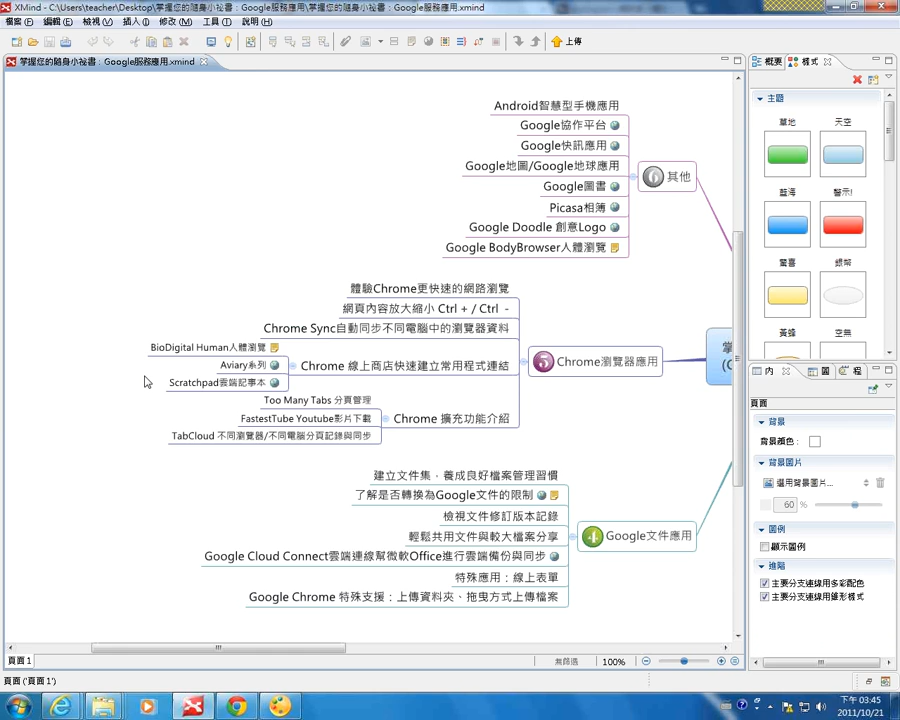 XMind - C:\Users\teacher\Desktop\掌握您的隨身小祕書：Google服務應用\掌握您的隨身小祕書：Google服務應用.xmind
檔案(F) 編輯(E) 檢視(V) 插入(I) 修改(M) 工具(T) 說明(H)
上傳
掌握您的隨身小祕書：Google服務應用.xmind
Android智慧型手機應用
Google協作平台
Google快訊應用
Google地圖/Google地球應用
Google圖書
Picasa相簿
Google Doodle 創意Logo
Google BodyBrowser人體瀏覽
6 其他
體驗Chrome更快速的網路瀏覽
網頁內容放大縮小 Ctrl + / Ctrl -
Chrome Sync自動同步不同電腦中的瀏覽器資料
BioDigital Human人體瀏覽
Aviary系列
Scratchpad雲端記事本
Chrome 線上商店快速建立常用程式連結
Too Many Tabs 分頁管理
FastestTube Youtube影片下載
TabCloud 不同瀏覽器/不同電腦分頁記錄與同步
Chrome 擴充功能介紹
5 Chrome瀏覽器應用
建立文件集，養成良好檔案管理習慣
了解是否轉換為Google文件的限制
檢視文件修訂版本記錄
輕鬆共用文件與較大檔案分享
Google Cloud Connect雲端連線幫微軟Office進行雲端備份與同步
特殊應用：線上表單
Google Chrome 特殊支援：上傳資料夾、拖曳方式上傳檔案
4 Google文件應用
掌
(C
概要 樣式
主題
草地 天空
藍海 警示!
驚喜 銀幣
黃蜂 空無
內 圖 程
頁面
背景
背景顏色：
背景圖片
選用背景圖片...
60 %
圖例
顯示圖例
進階
主要分支連線用多彩配色
主要分支連線用錐形樣式
頁面 1
無篩選 100%
頁面 ('頁面 1')
下午 03:45
2011/10/21